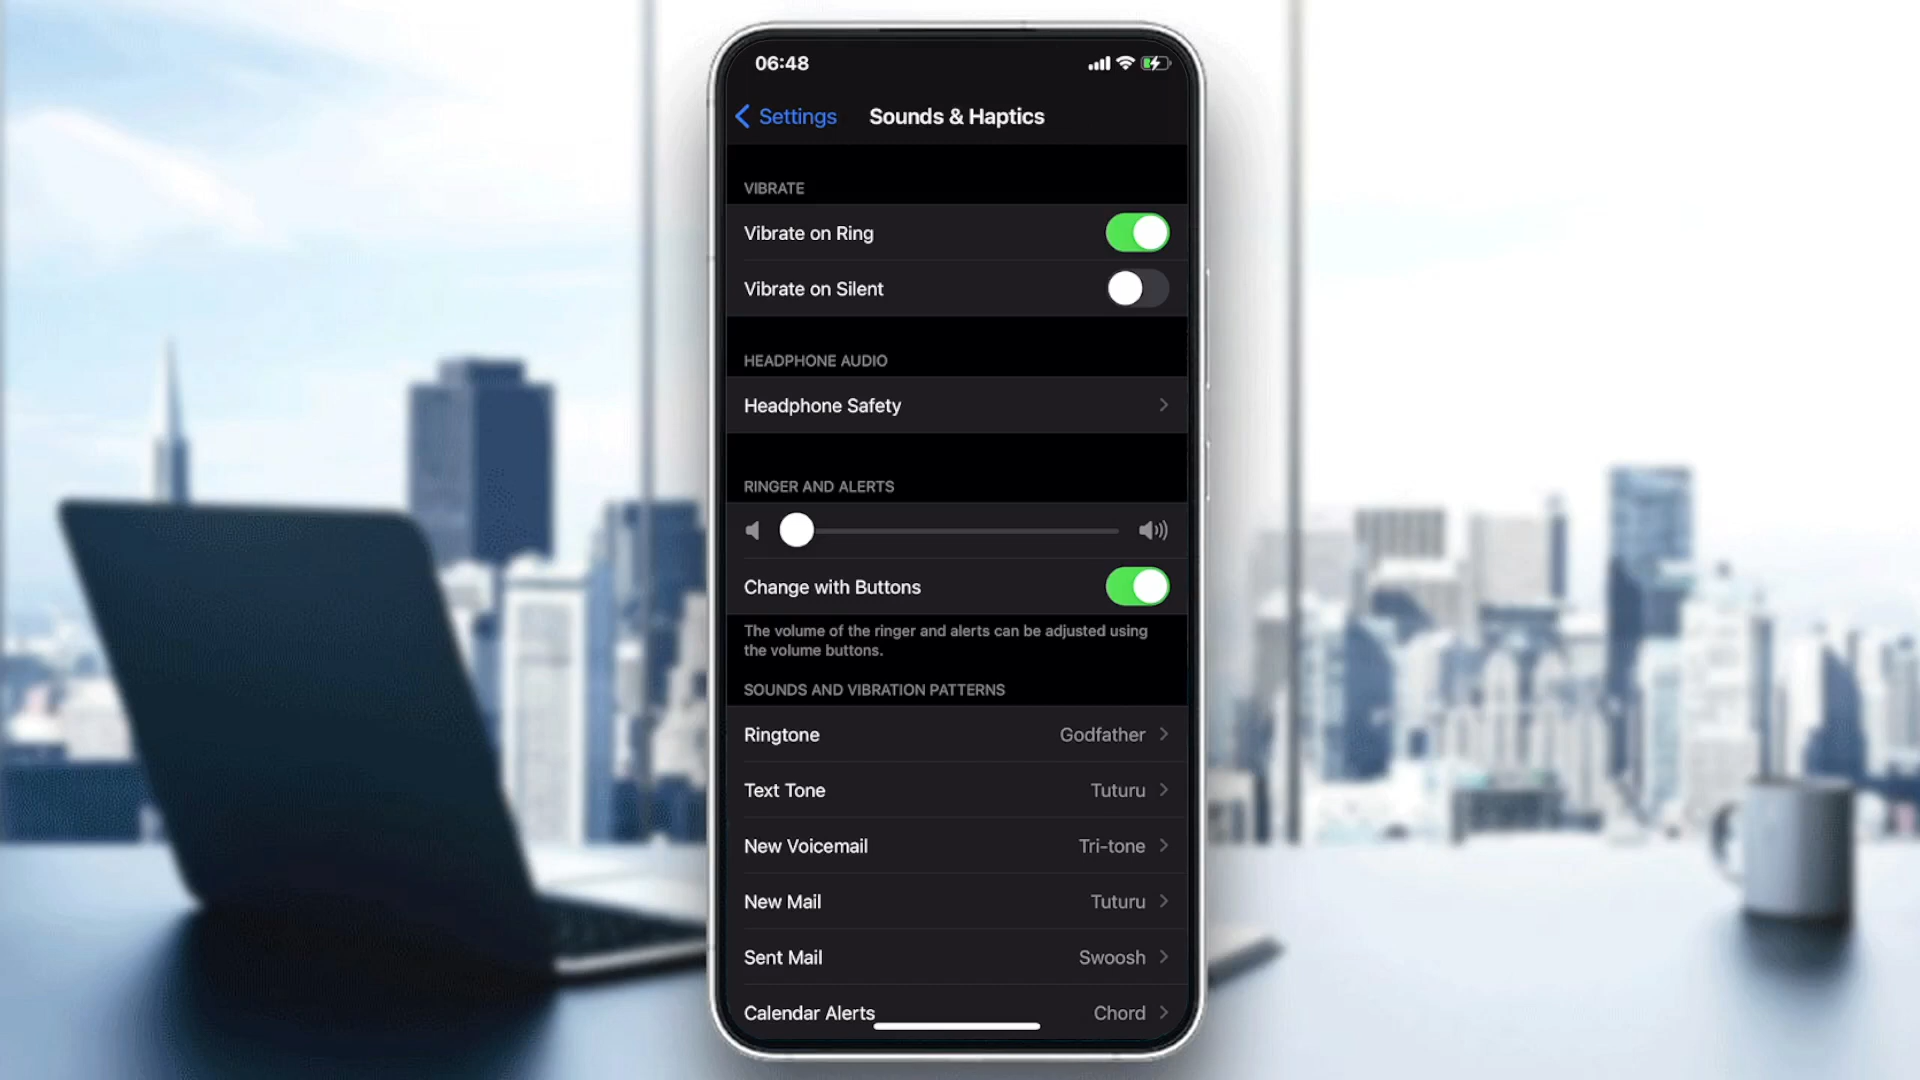 06:48
Settings
Sounds & Haptics
VIBRATE
Vibrate on Ring
Vibrate on Silent
HEADPHONE AUDIO
Headphone Safety
RINGER AND ALERTS
Change with Buttons
The volume of the ringer and alerts can be adjusted using
the volume buttons.
SOUNDS AND VIBRATION PATTERNS
Ringtone Godfather
Text Tone Tuturu
New Voicemail Tri-tone
New Mail Tuturu
Sent Mail Swoosh
Calendar Alerts Chord